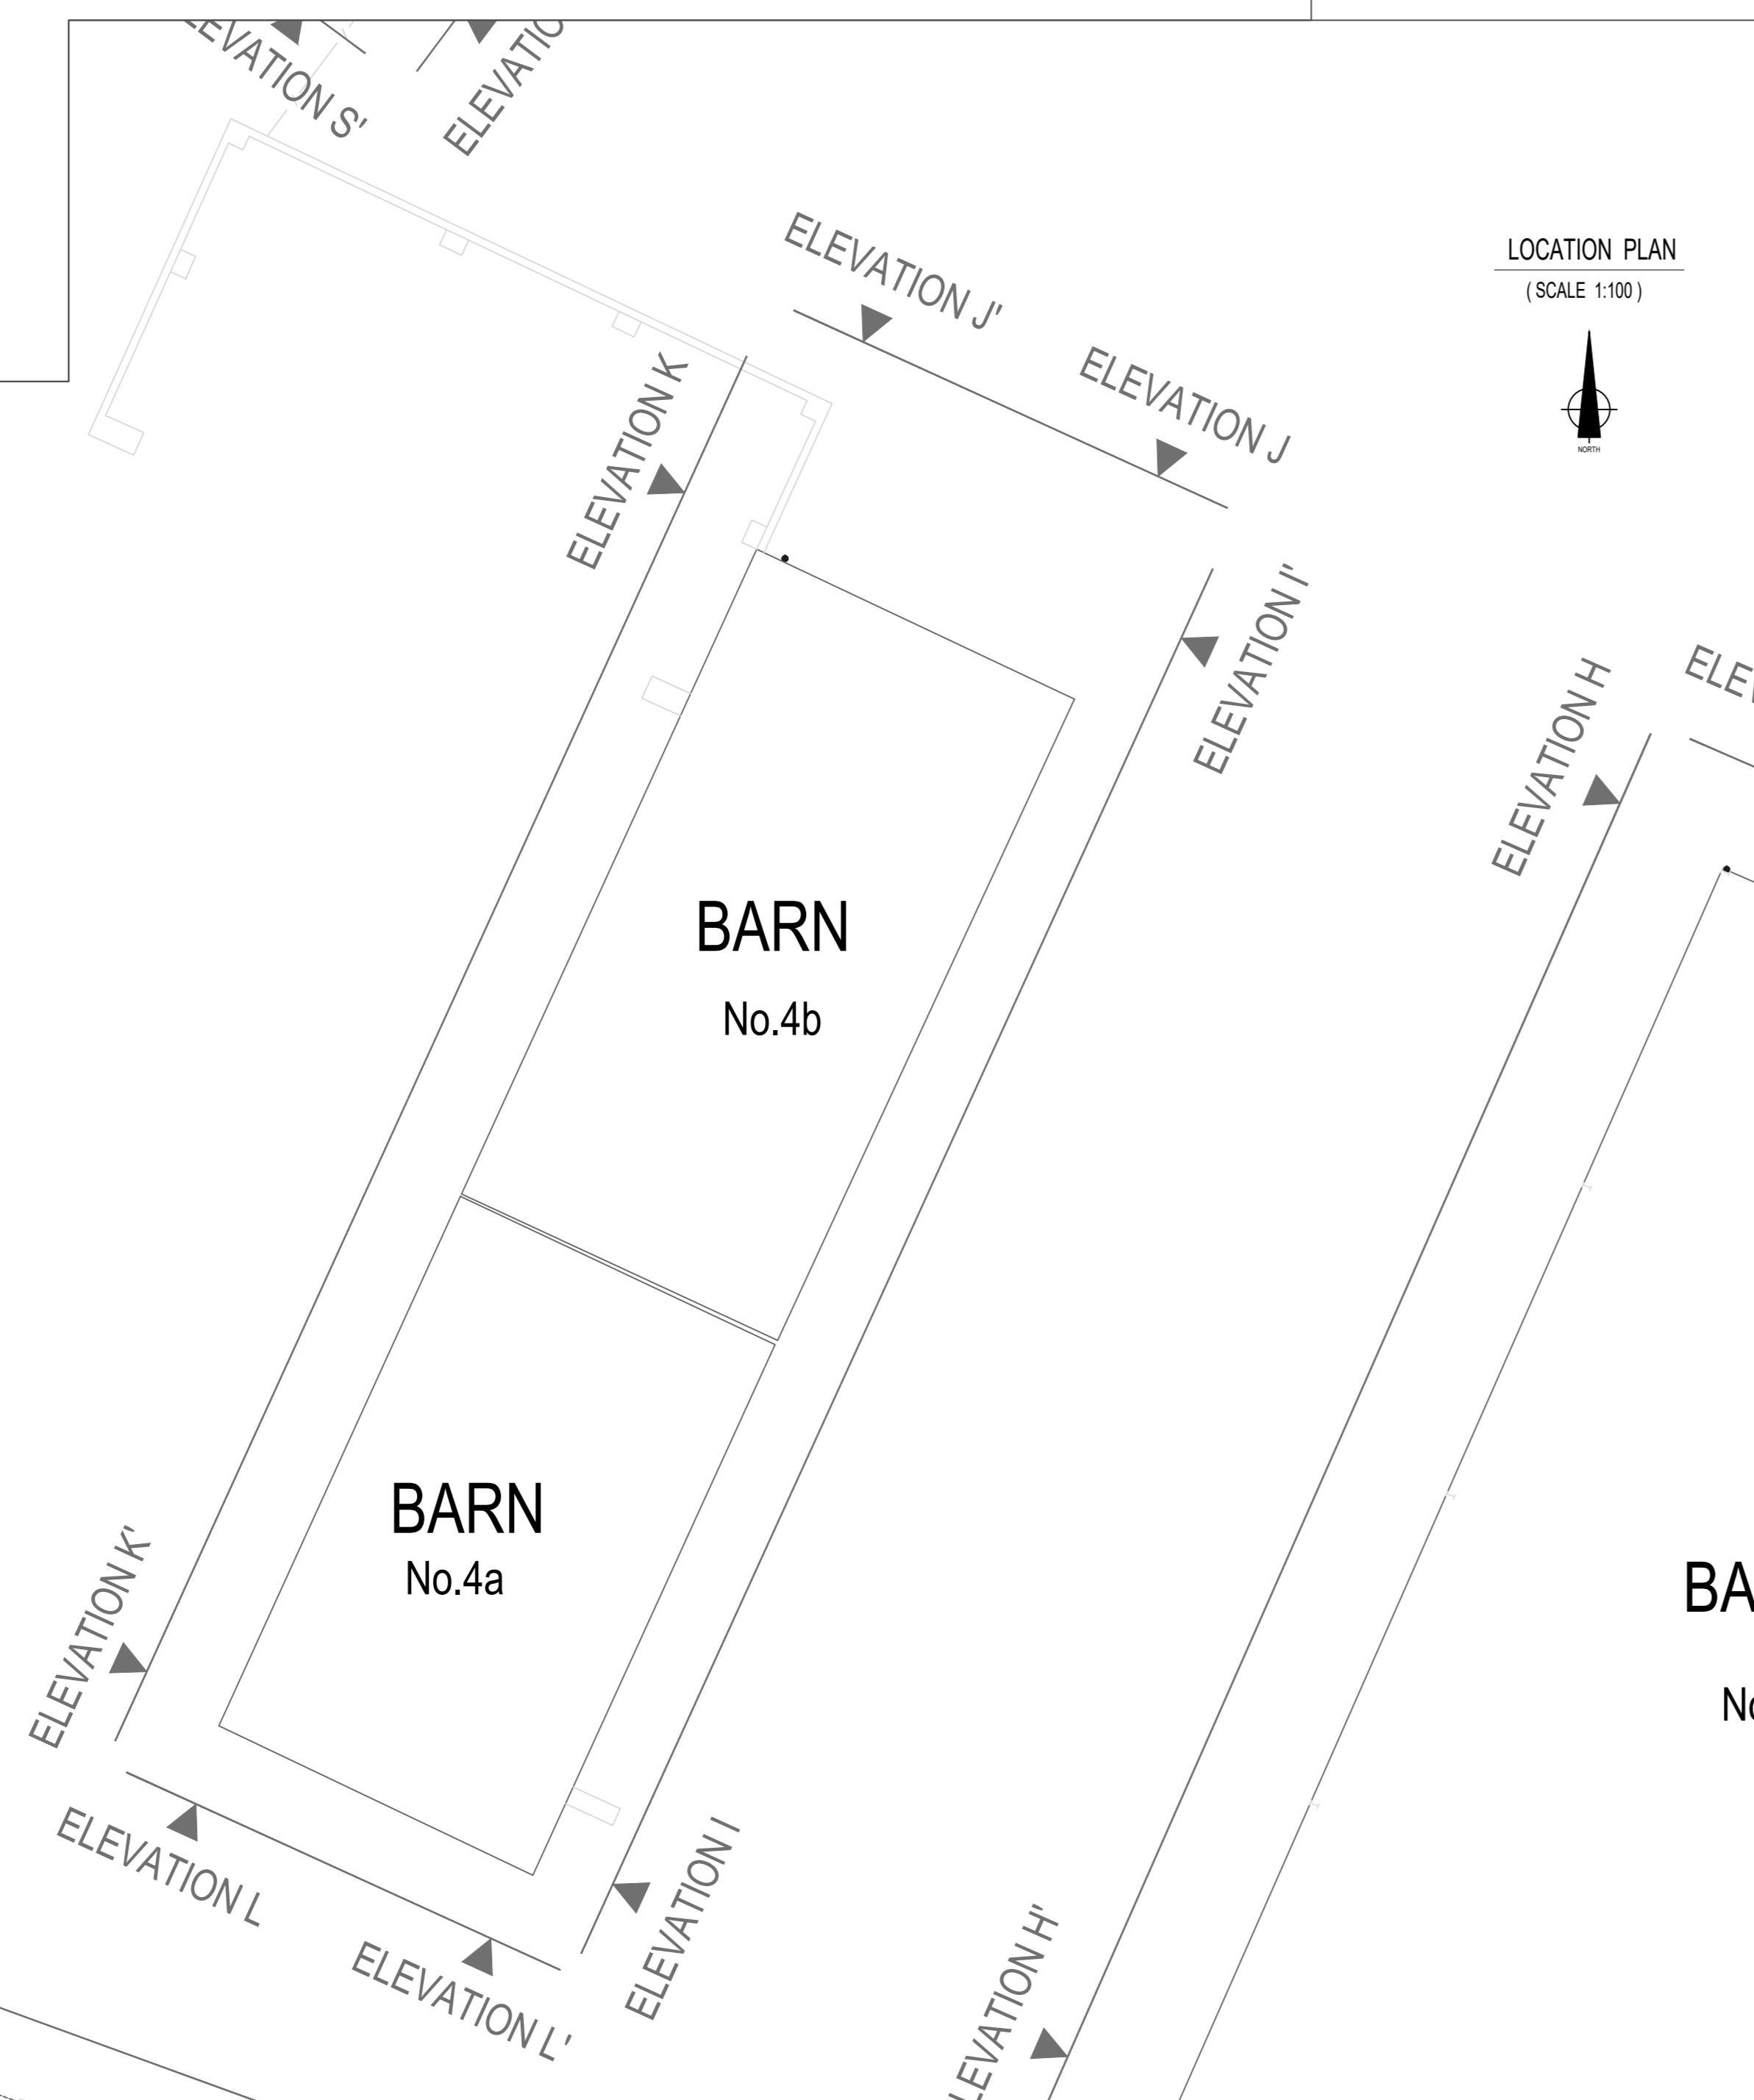 ELEVATION S'
ELEVATION J'
LOCATION PLAN
( SCALE 1:100 )
NORTH
ELEVATION J
ELEVATION K
ELEVATION I'
ELEVATION H
BARN
No.4b
BARN
No.4a
ELEVATION K'
ELEVATION L
ELEVATION I
ELEVATION L'
ELEVATION H'